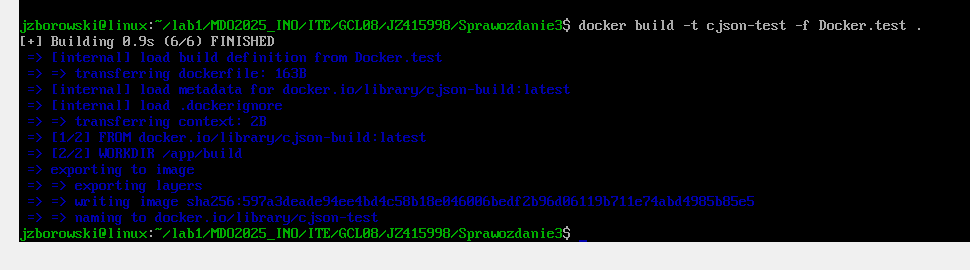 jzborowski@linux:~/lab1/MDO2025_INO/ITE/GCL08/JZ415998/Sprawozdanie3$ docker build -t cjson-test -f Docker.test .
[+] Building 0.9s (6/6) FINISHED
=> [internal] load build definition from Docker.test
=> => transferring dockerfile: 163B
=> [internal] load metadata for docker.io/library/cjson-build:latest
=> [internal] load .dockerignore
=> => transferring context: 2B
=> [1/2] FROM docker.io/library/cjson-build:latest
=> [2/2] WORKDIR /app/build
=> exporting to image
=> => exporting layers
=> => writing image
=> => naming to docker.io/library/cjson-test
jzborowski@linux:~/lab1/MDO2025_INO/ITE/GCL08/JZ415998/Sprawozdanie3$ _